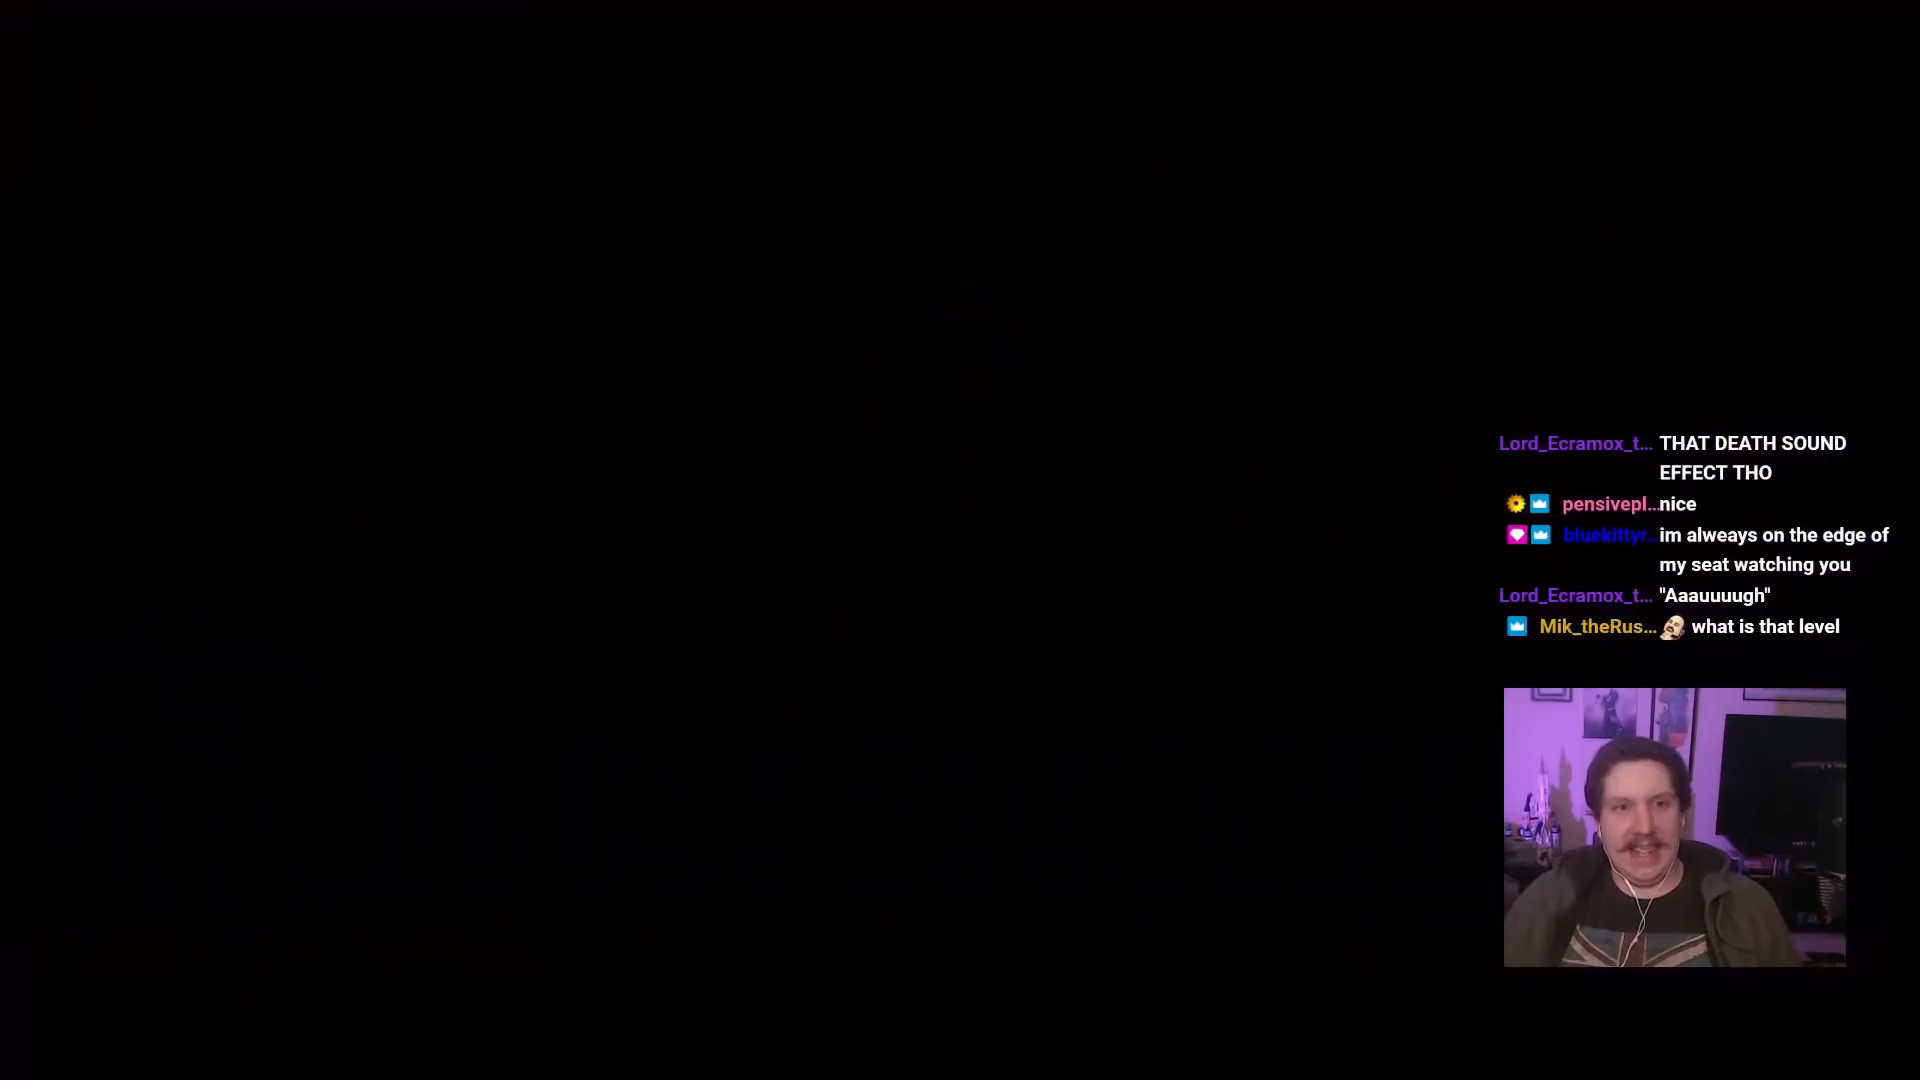 Lord_Ecramox_t... THAT DEATH SOUND
EFFECT THO
pensivepl... nice
bluekittyr... im alweays on the edge of
my seat watching you
Lord_Ecramox_t... "Aaauuuugh"
Mik_theRus... what is that level